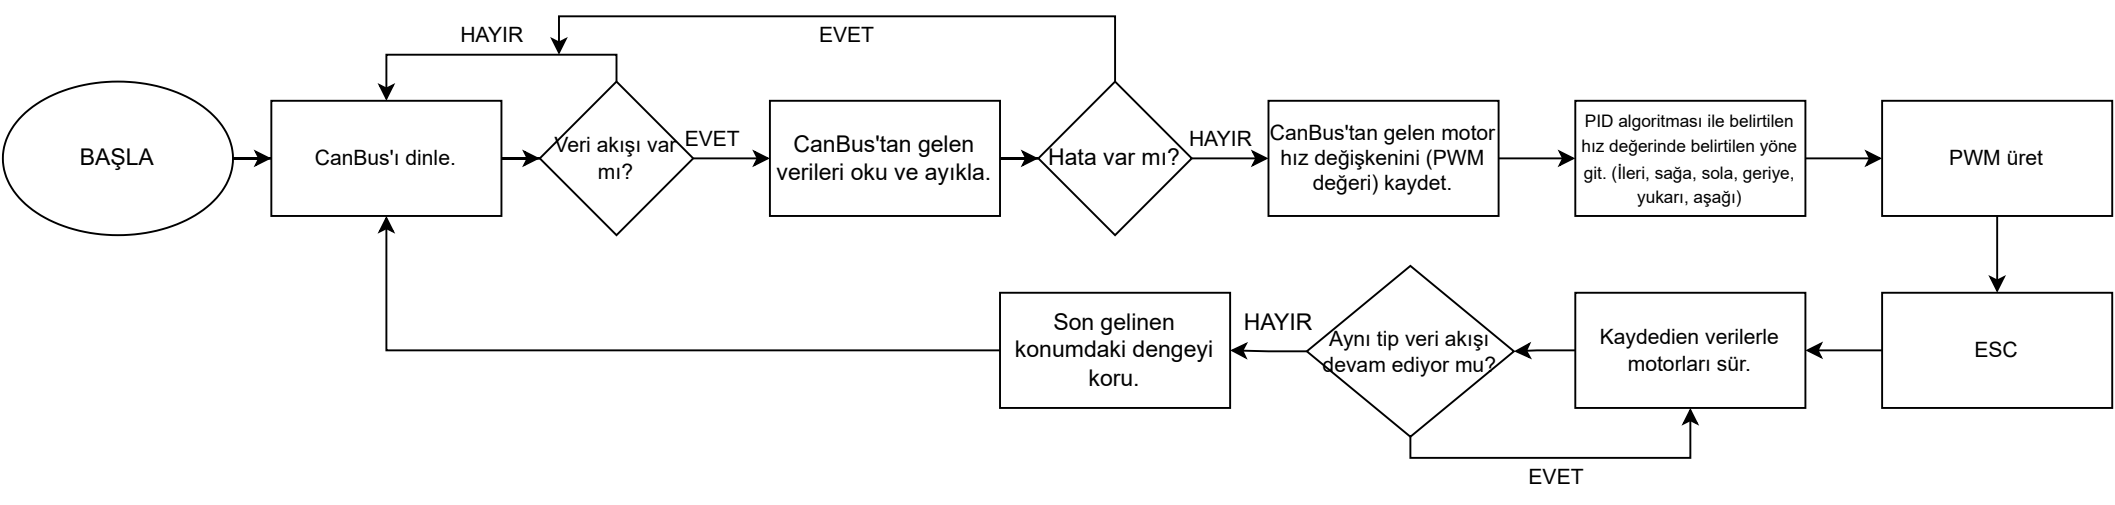 HAYIR
EVET
BAŞLA
CanBus'ı dinle.
Veri akışı var
mı?
EVET
CanBus'tan gelen
verileri oku ve ayıkla.
Hata var mı?
HAYIR
CanBus'tan gelen motor
hız değişkenini (PWM
değeri) kaydet.
PID algoritması ile belirtilen
hız değerinde belirtilen yöne
git. (İleri, sağa, sola, geriye,
yukarı, aşağı)
PWM üret
ESC
Kaydedien verilerle
motorları sür.
Aynı tip veri akışı
devam ediyor mu?
HAYIR
Son gelinen
konumdaki dengeyi
koru.
EVET